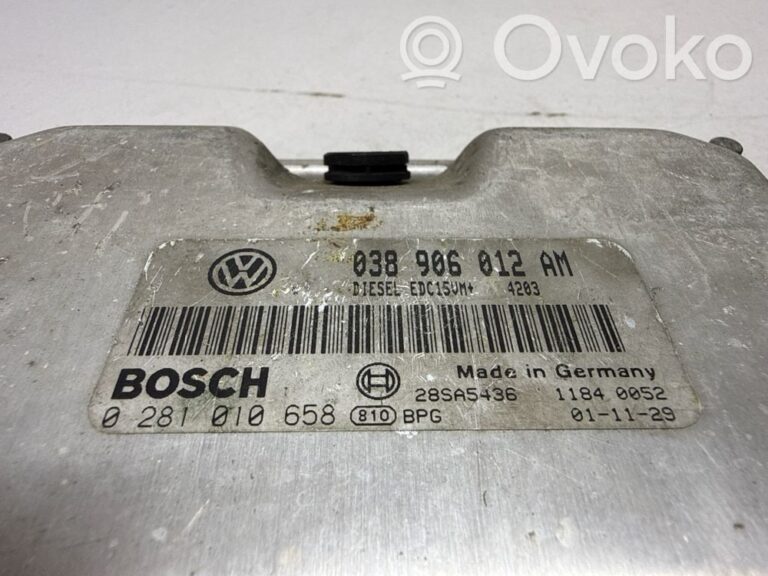 Ovoko®
VW 038 906 012 AM
DIESEL EDC15VM+ 4203
BOSCH Made in Germany
28SA5436 1184 0052
0 281 010 658 810 BPG 01-11-29